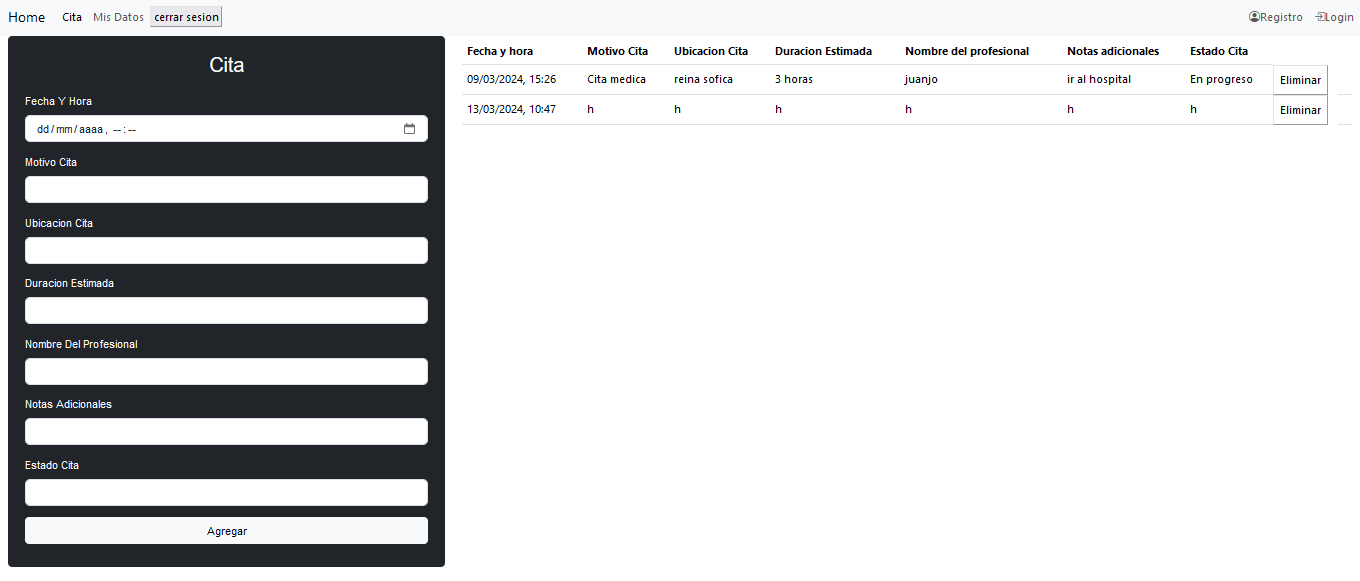 Home Cita Mis Datos cerrar sesion Registro Login
Cita
Fecha Y Hora
dd/mm/aaaa, --:--
Motivo Cita
Ubicacion Cita
Duracion Estimada
Nombre Del Profesional
Notas Adicionales
Estado Cita
Agregar
Fecha y hora Motivo Cita Ubicacion Cita Duracion Estimada Nombre del profesional Notas adicionales Estado Cita
09/03/2024, 15:26 Cita medica reina sofica 3 horas juanjo ir al hospital En progreso Eliminar
13/03/2024, 10:47 h h h h h h Eliminar